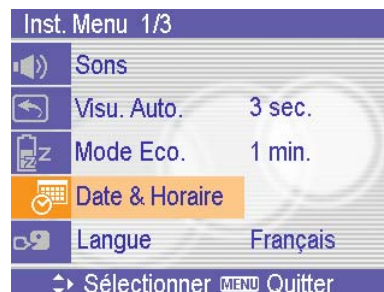 Inst. Menu 1/3
Sons
Visu. Auto. 3 sec.
Mode Eco. 1 min.
Date & Horaire
Langue Français
Sélectionner MENU Quitter